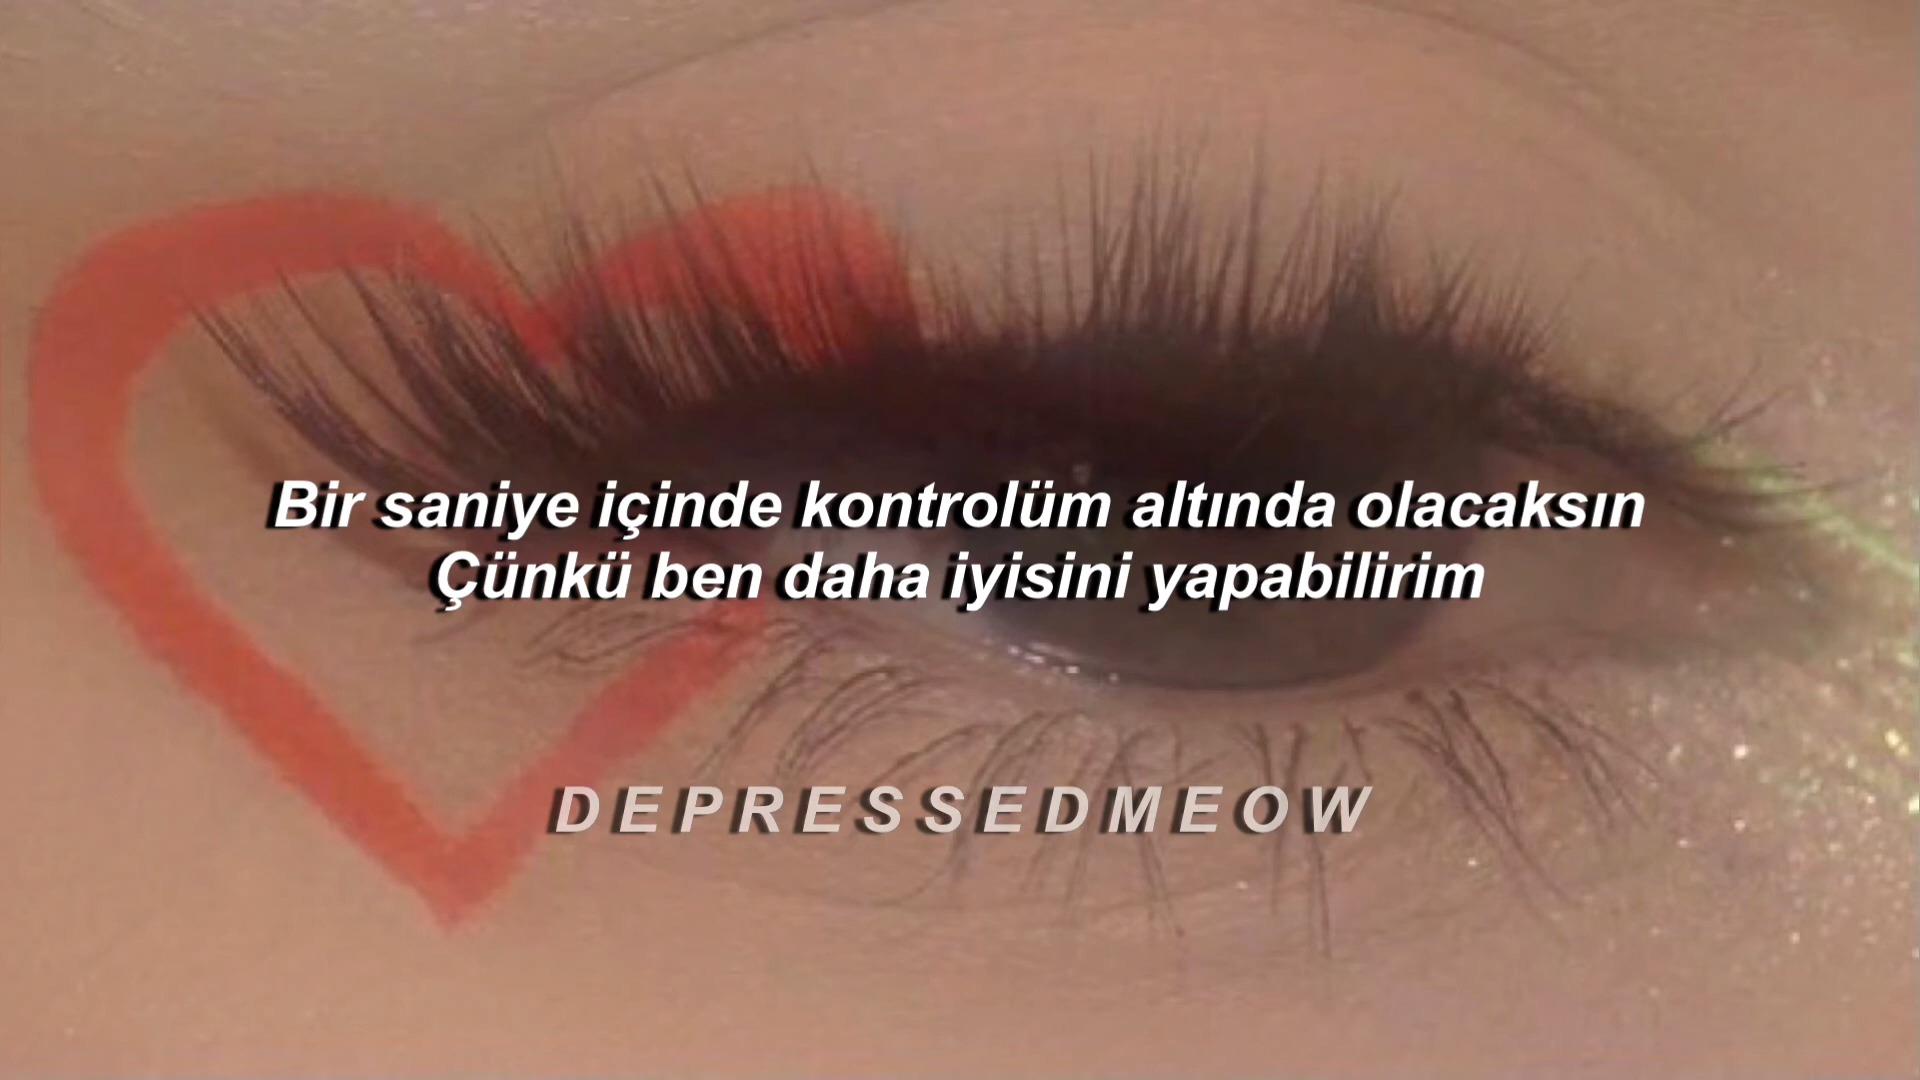 Bir saniye içinde kontrolüm altında olacaksın
Çünkü ben daha iyisini yapabilirim
DEPRESSEDMEOW